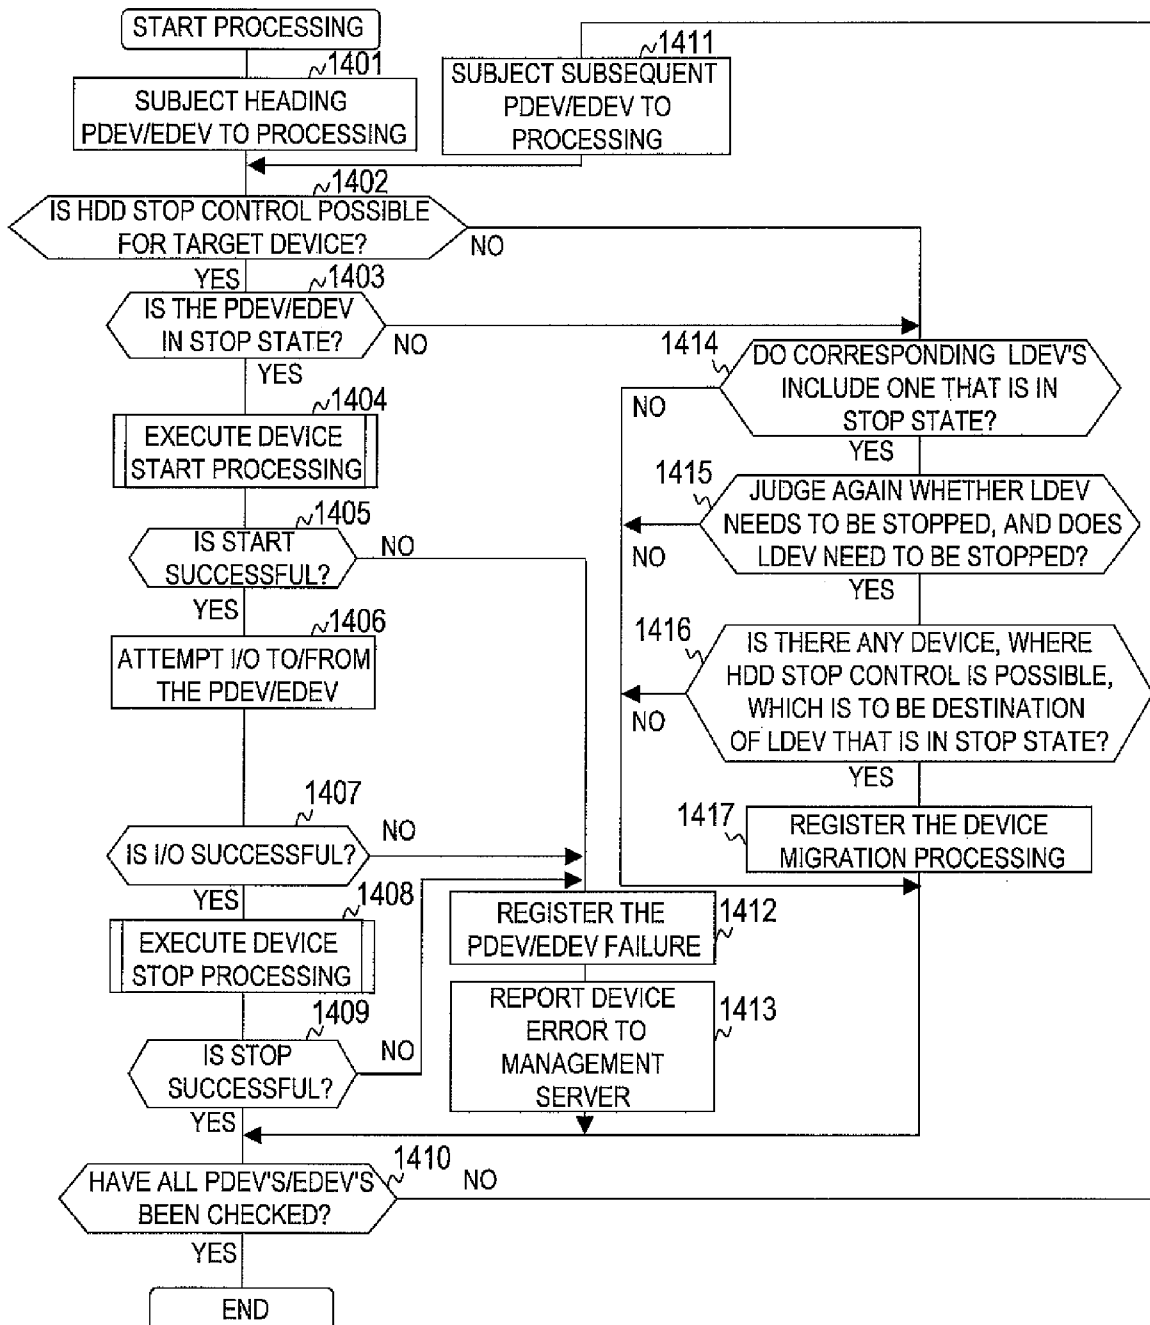 START PROCESSING
1401
SUBJECT HEADING
PDEV/EDEV TO PROCESSING
1411
SUBJECT SUBSEQUENT
PDEV/EDEV TO
PROCESSING
1402
IS HDD STOP CONTROL POSSIBLE
FOR TARGET DEVICE?
NO
YES
1403
IS THE PDEV/EDEV
IN STOP STATE?
NO
YES
1404
EXECUTE DEVICE
START PROCESSING
1405
IS START
SUCCESSFUL?
NO
YES
1406
ATTEMPT I/O TO/FROM
THE PDEV/EDEV
1407
IS I/O SUCCESSFUL?
NO
YES
1408
EXECUTE DEVICE
STOP PROCESSING
1409
IS STOP
SUCCESSFUL?
NO
YES
1410
HAVE ALL PDEV'S/EDEV'S
BEEN CHECKED?
NO
YES
END
REGISTER THE
PDEV/EDEV FAILURE
1412
REPORT DEVICE
ERROR TO
MANAGEMENT
SERVER
1413
1414
DO CORRESPONDING LDEV'S
INCLUDE ONE THAT IS IN
STOP STATE?
NO
YES
1415
JUDGE AGAIN WHETHER LDEV
NEEDS TO BE STOPPED, AND DOES
LDEV NEED TO BE STOPPED?
NO
YES
1416
IS THERE ANY DEVICE, WHERE
HDD STOP CONTROL IS POSSIBLE,
WHICH IS TO BE DESTINATION
OF LDEV THAT IS IN STOP STATE?
NO
YES
1417
REGISTER THE DEVICE
MIGRATION PROCESSING